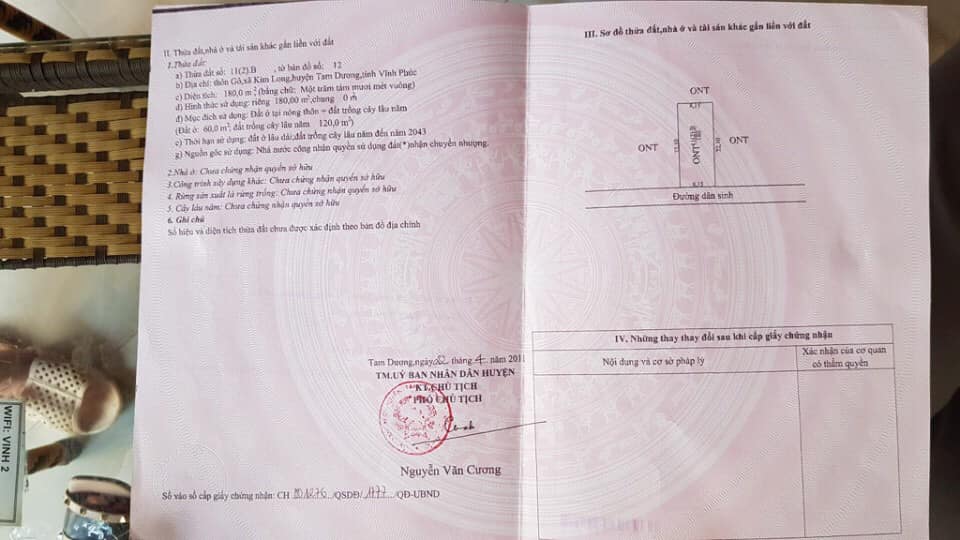 II. Thửa đất,nhà ở và tài sản khác gắn liền với đất
1.Thửa đất:
a) Thửa đất số: 11(2).B , tờ bản đồ số: 12
b) Địa chỉ: thôn Gô,xã Kim Long,huyện Tam Dương,tỉnh Vĩnh Phúc
c) Diện tích: 180,0 m² (bằng chữ: Một trăm tám mươi mét vuông)
d) Hình thức sử dụng: riêng 180,00 m²,chung 0 m²
đ) Mục đích sử dụng: Đất ở tại nông thôn + đất trồng cây lâu năm
(Đất ở: 60,0 m²; đất trồng cây lâu năm 120,0 m²)
e) Thời hạn sử dụng: đất ở lâu dài;đất trồng cây lâu năm đến năm 2043
g) Nguồn gốc sử dụng: Nhà nước công nhận quyền sử dụng đất(*)nhận chuyển nhượng.
2.Nhà ở: Chưa chứng nhận quyền sở hữu
3.Công trình xây dựng khác: Chưa chứng nhận quyền sở hữu
4. Rừng sản xuất là rừng trồng: Chưa chứng nhận quyền sở hữu
5. Cây lâu năm: Chưa chứng nhận quyền sở hữu
6. Ghi chú
Số hiệu và diện tích thửa đất chưa được xác định theo bản đồ địa chính
Tam Dương,ngày 02 tháng 4 năm 2011
TM.UỶ BAN NHÂN DÂN HUYỆN
KT.CHỦ TỊCH
PHÓ CHỦ TỊCH
Nguyễn Văn Cương
Số vào sổ cấp giấy chứng nhận: CH /QSDĐ/ /QĐ-UBND
III. Sơ đồ thửa đất,nhà ở và tài sản khác gắn liền với đất
ONT
ONT
ONT
ONT
Đường dân sinh
IV. Những thay thay đổi sau khi cấp giấy chứng nhận
Nội dung và cơ sở pháp lý
Xác nhận của cơ quan
có thẩm quyền
WIFI: VINH 2